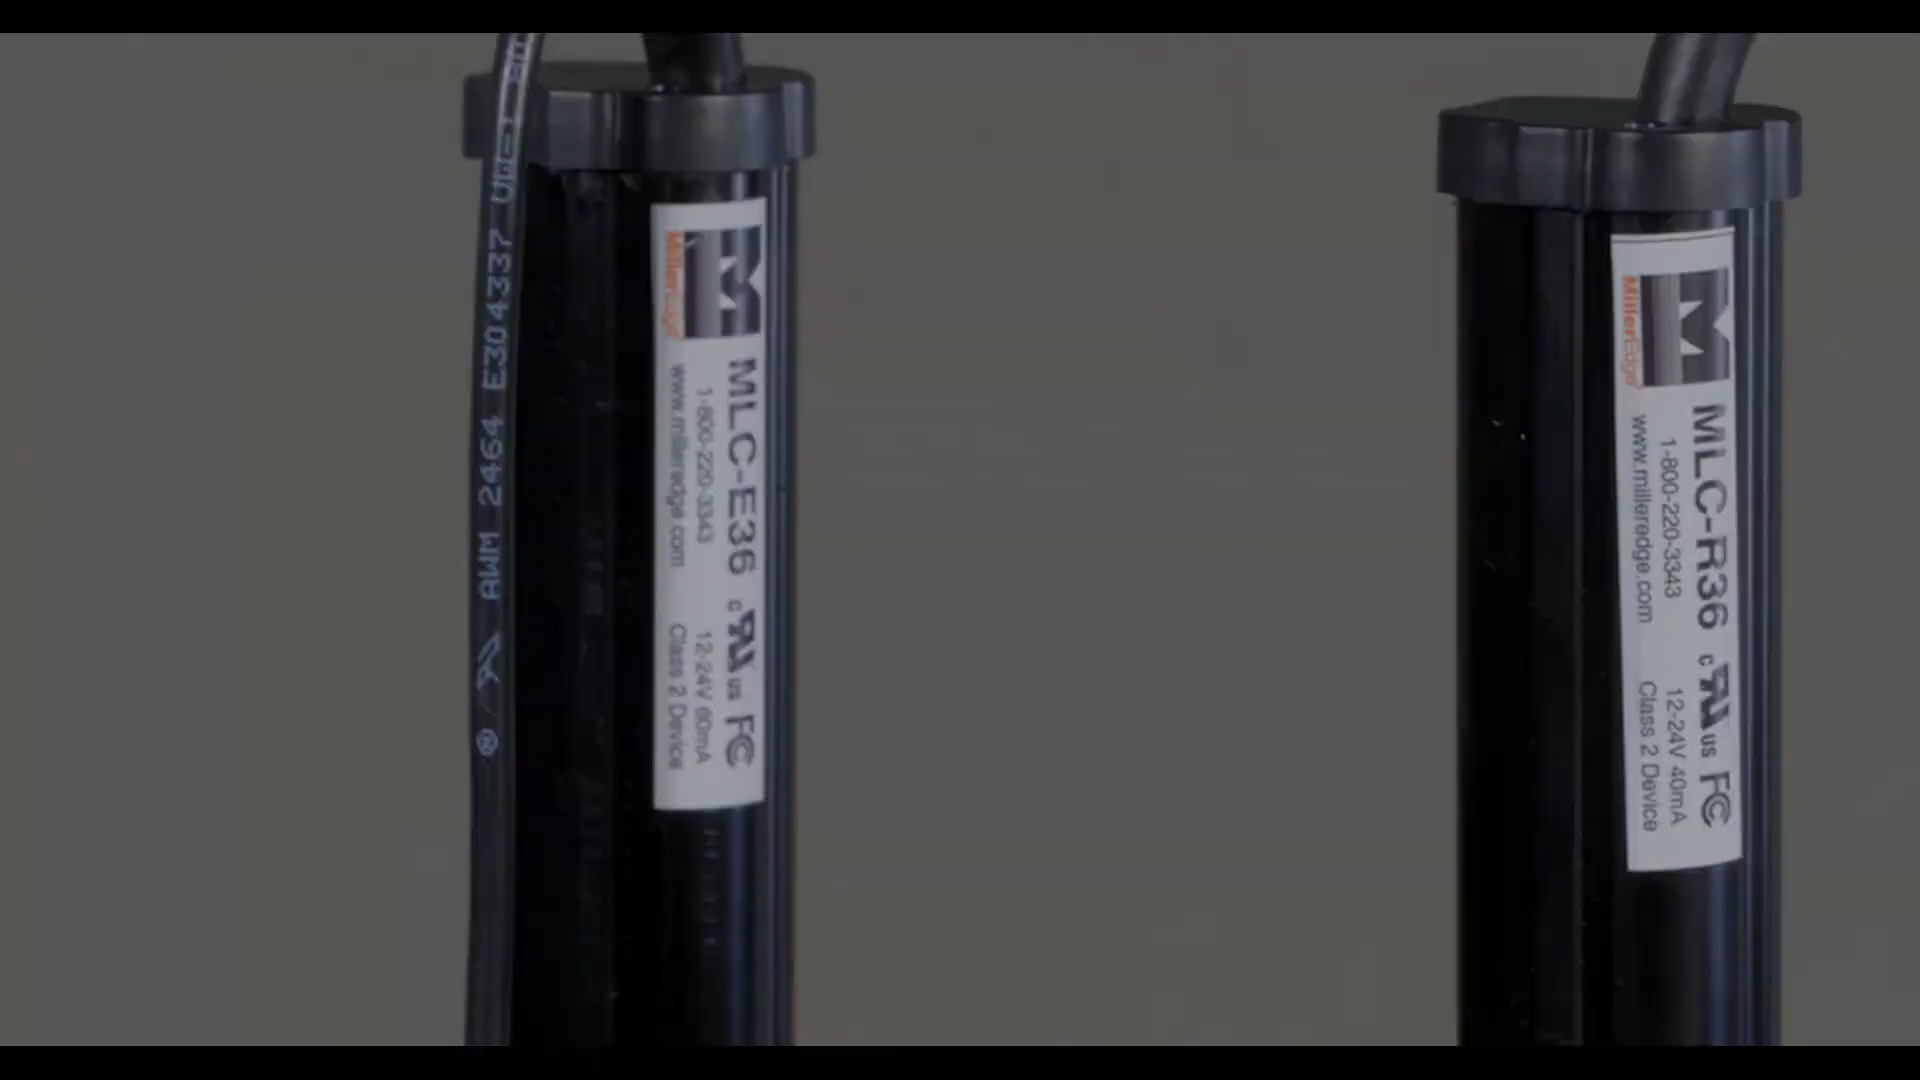 AWM 2464 E304337
MillerEdge
MLC-E36
1-800-220-3343
www.milleredge.com
c UR us FC
12-24V 60mA
Class 2 Device
MillerEdge
MLC-R36
1-800-220-3343
www.milleredge.com
c UR us FC
12-24V 40mA
Class 2 Device